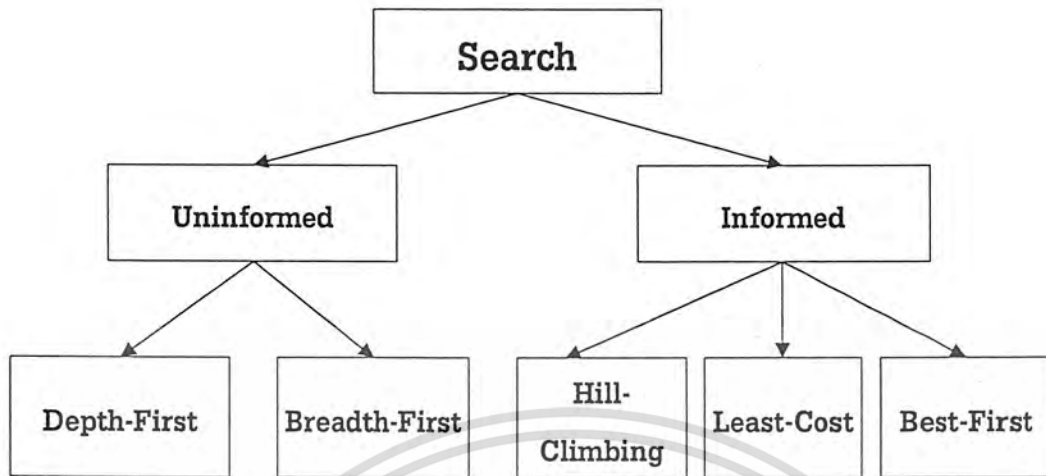 Search
Uninformed
Informed
Depth-First
Breadth-First
Hill-
Climbing
Least-Cost
Best-First